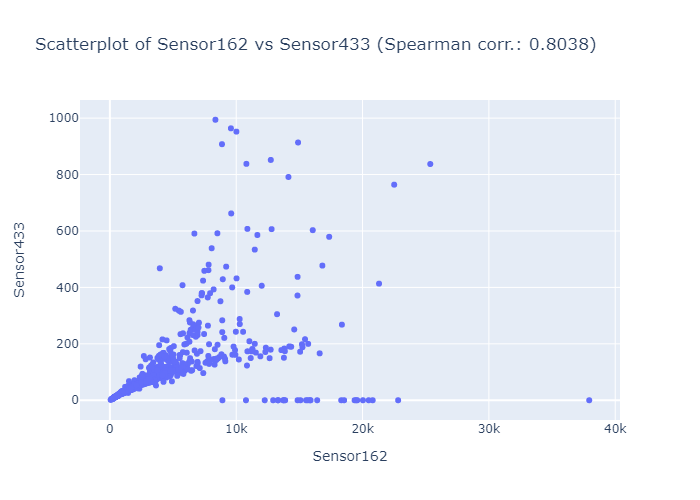 Scatterplot of Sensor162 vs Sensor433 (Spearman corr.: 0.8038)
1000
800
600
400
200
0
Sensor433
0 10k 20k 30k 40k
Sensor162